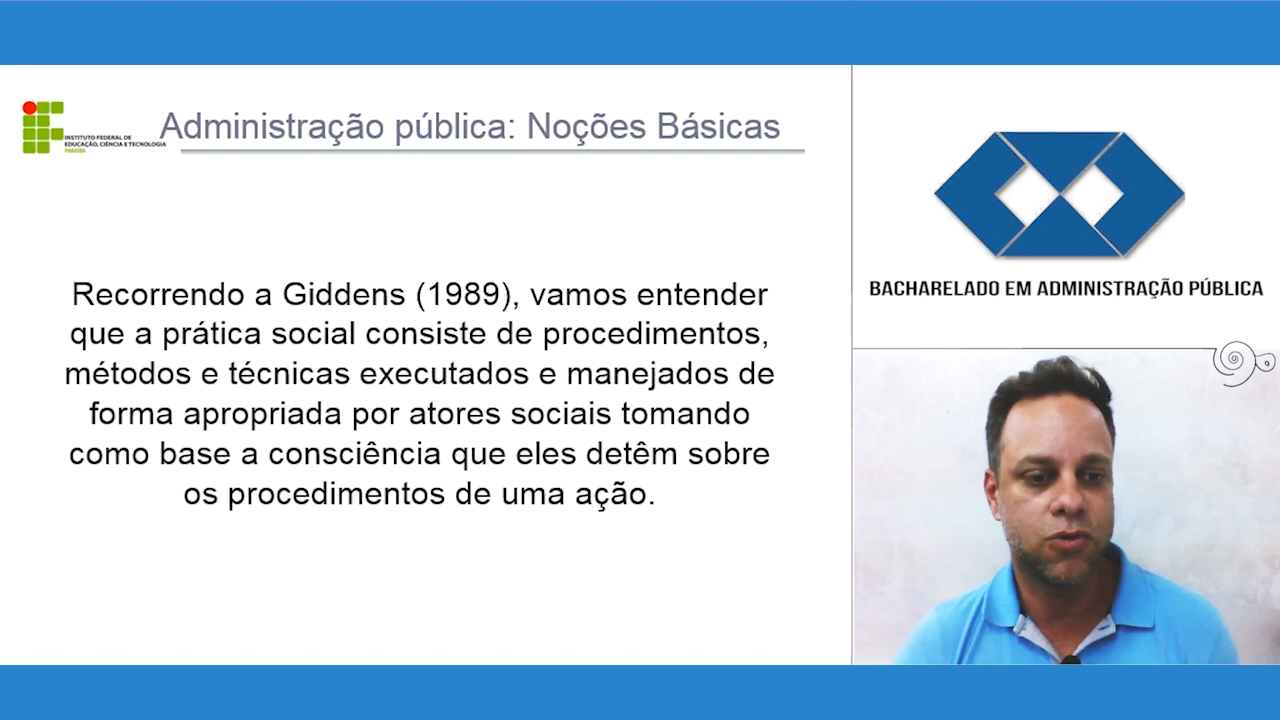 Administração pública: Noções Básicas
INSTITUTO FEDERAL DE
EDUCAÇÃO, CIÊNCIA E TECNOLOGIA
PARAÍBA
Recorrendo a Giddens (1989), vamos entender
que a prática social consiste de procedimentos,
métodos e técnicas executados e manejados de
forma apropriada por atores sociais tomando
como base a consciência que eles detêm sobre
os procedimentos de uma ação.
BACHARELADO EM ADMINISTRAÇÃO PÚBLICA